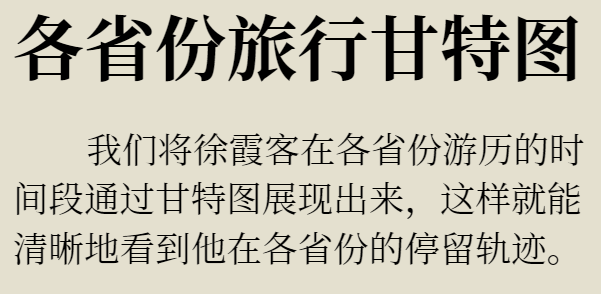 各省份旅行甘特图
我们将徐霞客在各省份游历的时
间段通过甘特图展现出来，这样就能
清晰地看到他在各省份的停留轨迹。